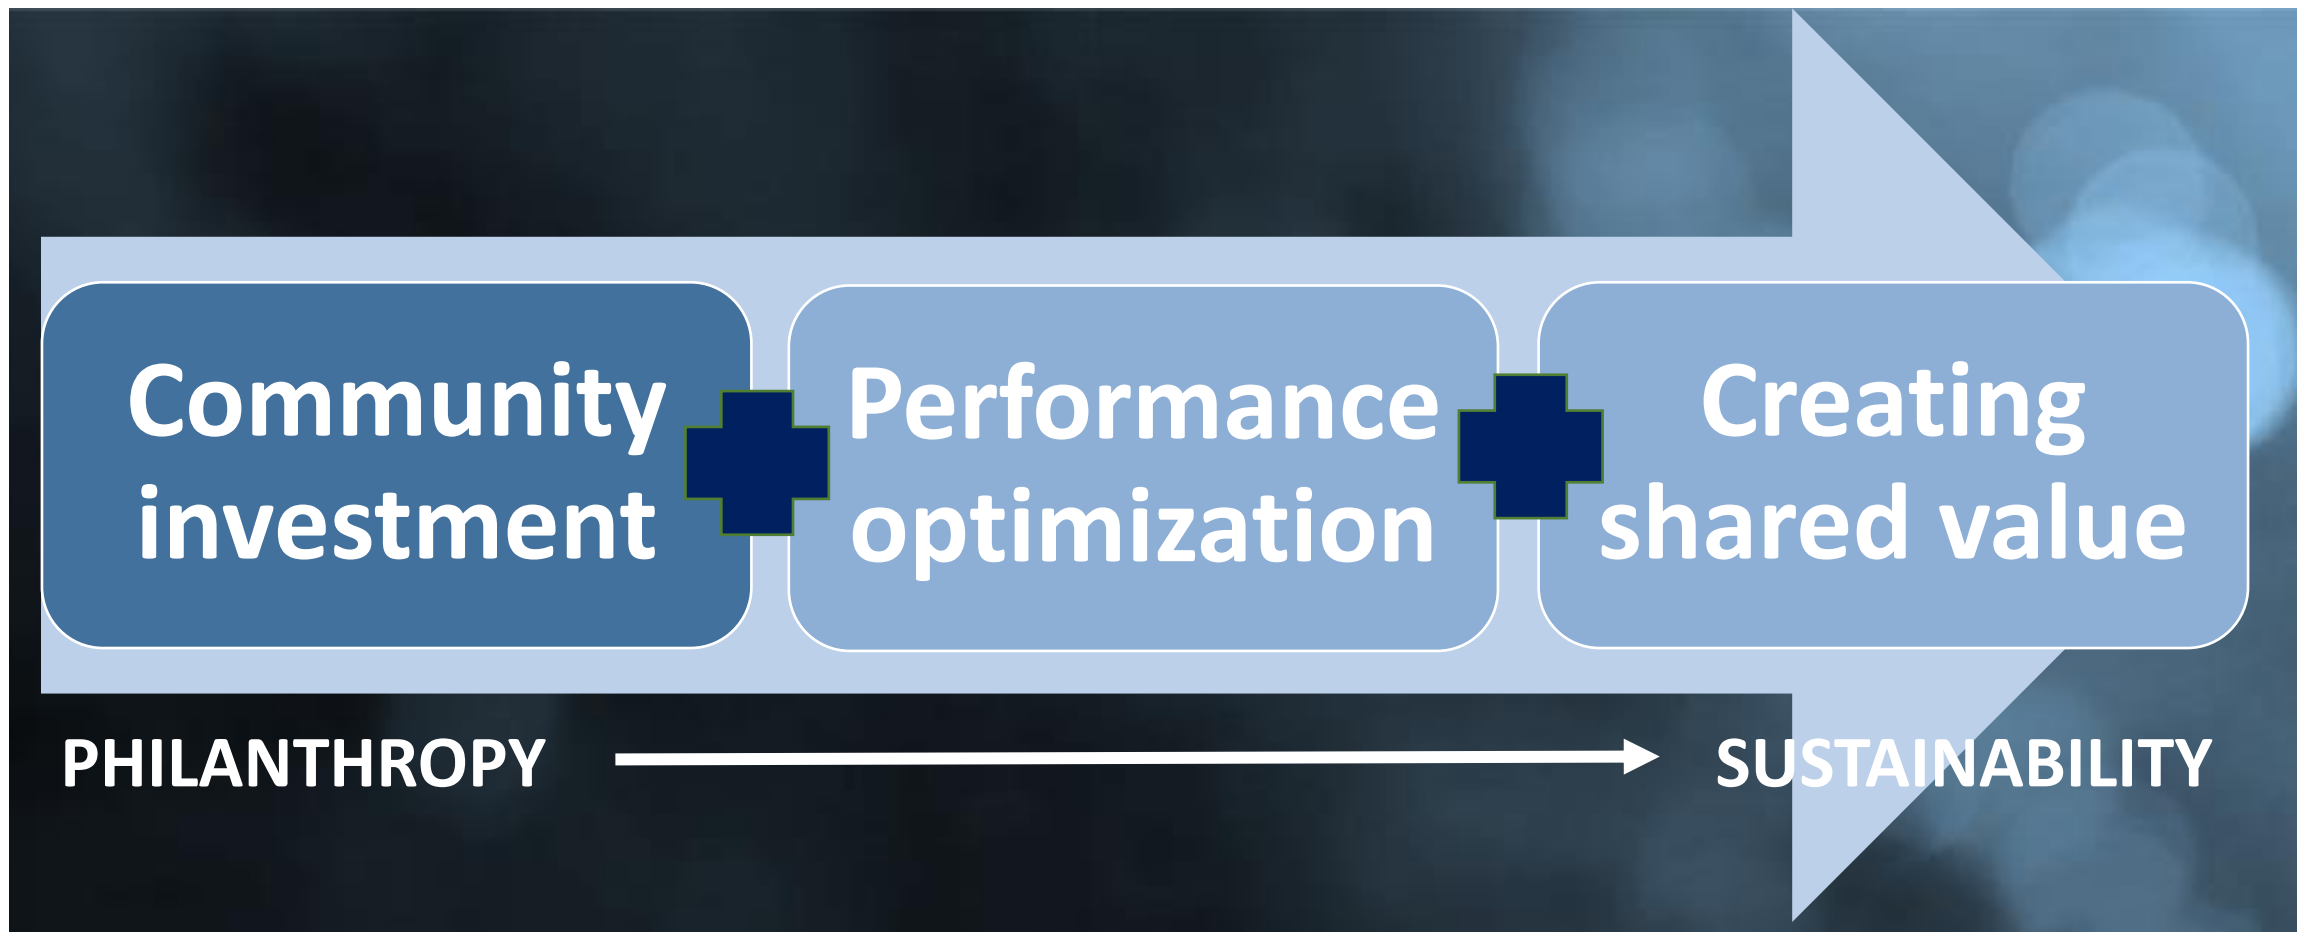 Community
investment
Performance
optimization
Creating
shared value
PHILANTHROPY
SUSTAINABILITY